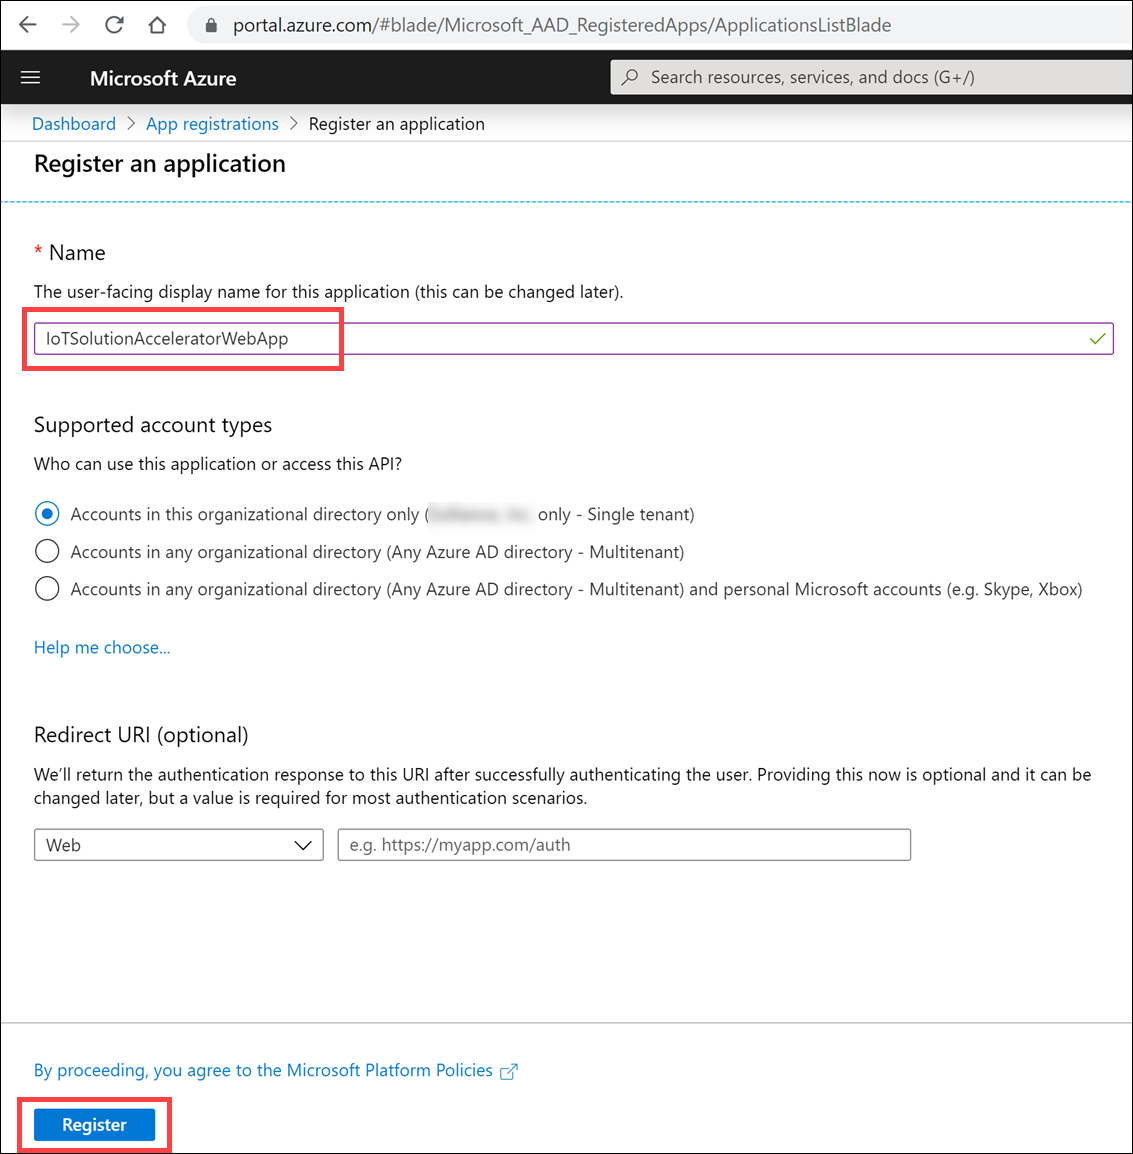 portal.azure.com/#blade/Microsoft_AAD_RegisteredApps/ApplicationsListBlade
Microsoft Azure
Search resources, services, and docs (G+/)
Dashboard > App registrations > Register an application
Register an application
* Name
The user-facing display name for this application (this can be changed later).
IoTSolutionAcceleratorWebApp
Supported account types
Who can use this application or access this API?
Accounts in this organizational directory only ( only - Single tenant)
Accounts in any organizational directory (Any Azure AD directory - Multitenant)
Accounts in any organizational directory (Any Azure AD directory - Multitenant) and personal Microsoft accounts (e.g. Skype, Xbox)
Help me choose...
Redirect URI (optional)
We'll return the authentication response to this URI after successfully authenticating the user. Providing this now is optional and it can be
changed later, but a value is required for most authentication scenarios.
Web
e.g. https://myapp.com/auth
By proceeding, you agree to the Microsoft Platform Policies
Register